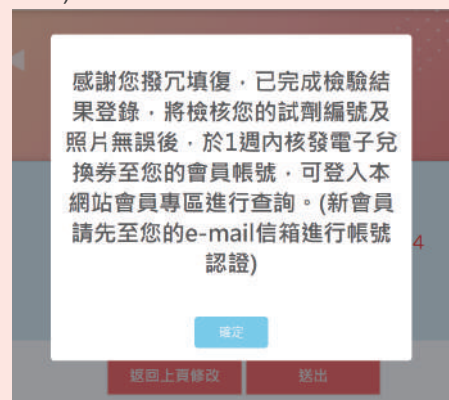 感謝您撥冗填復，已完成檢驗結
果登錄，將檢核您的試劑編號及
照片無誤後，於1週內核發電子兌
換券至您的會員帳號，可登入本
網站會員專區進行查詢。(新會員
請先至您的e-mail信箱進行帳號
認證)
4
確定
返回上頁修改
送出